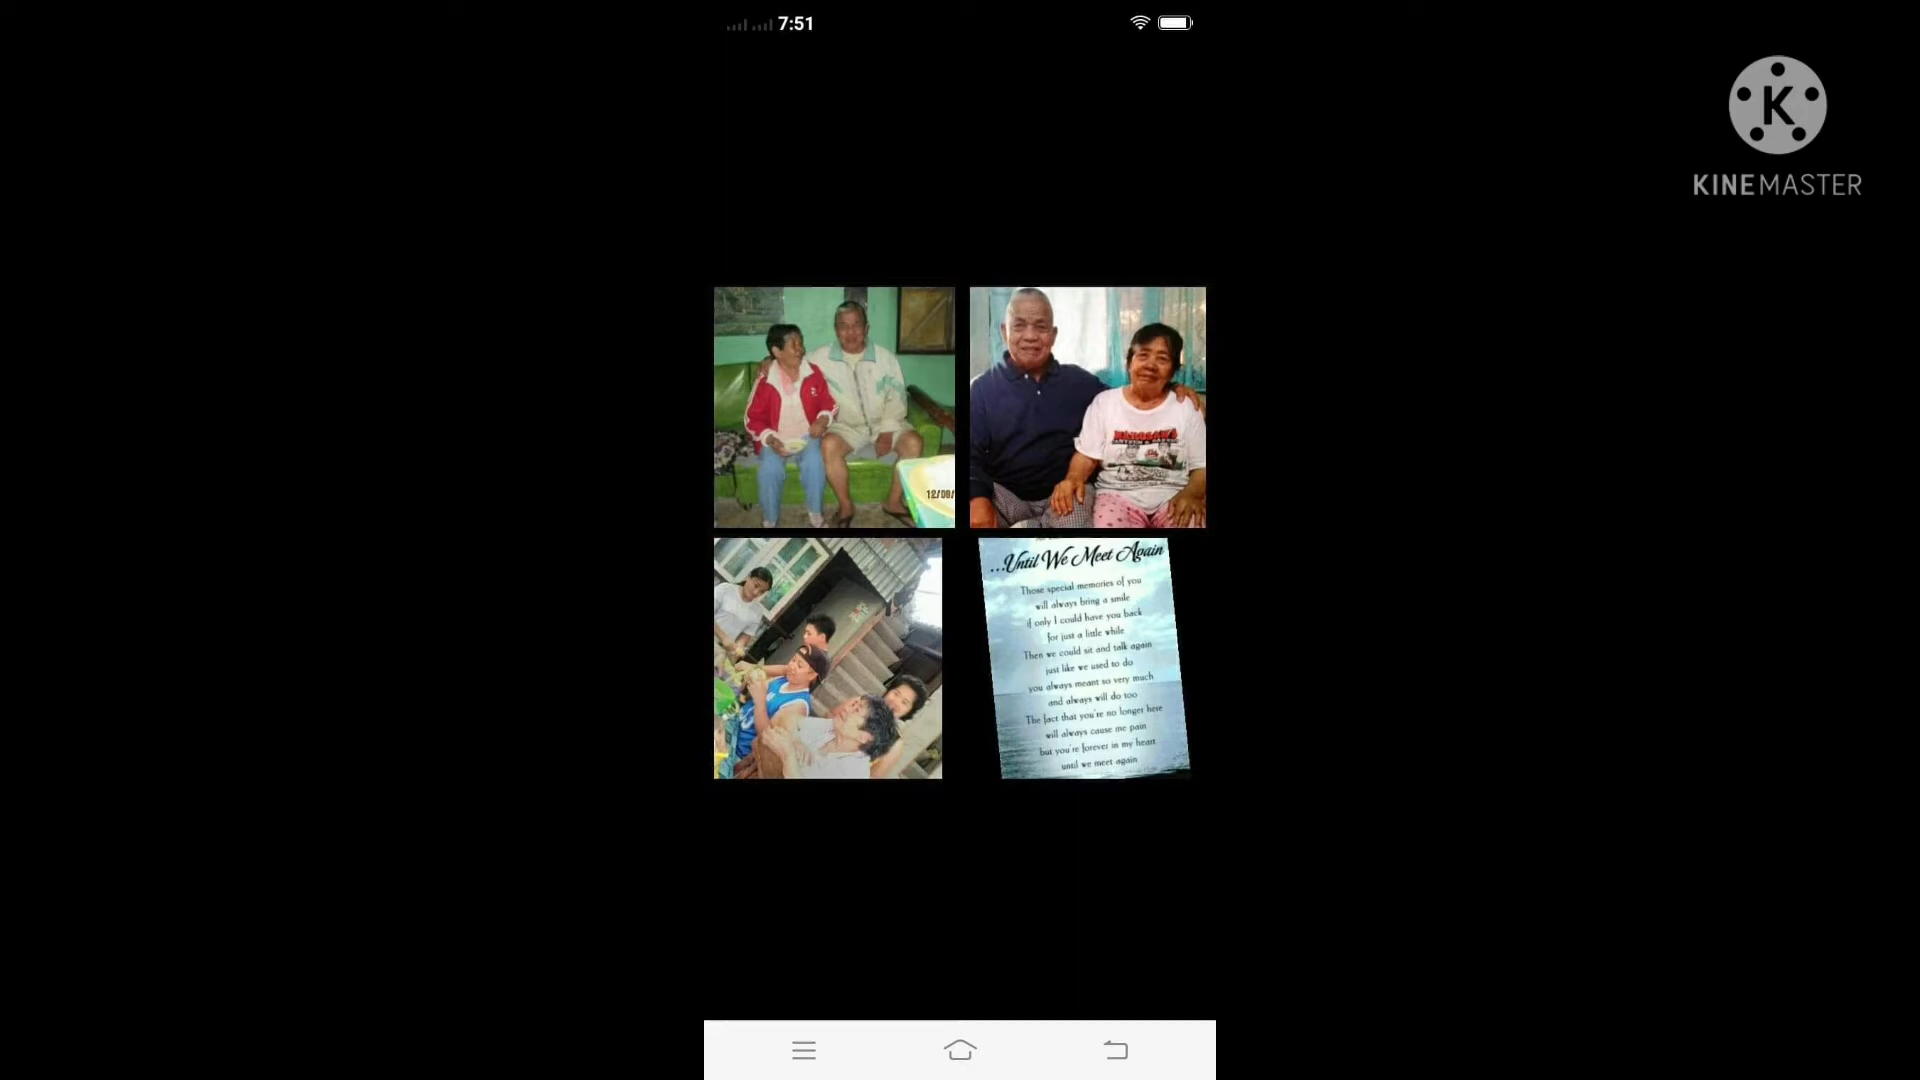 7:51
K
KINEMASTER
12/08/
...Until We Meet Again
Those special memories of you
will always bring a smile
if only I could have you back
for just a little while
Then we could sit and talk again
just like we used to do
you always meant so very much
and always will do too
The fact that you're no longer here
will always cause me pain
but you're forever in my heart
until we meet again